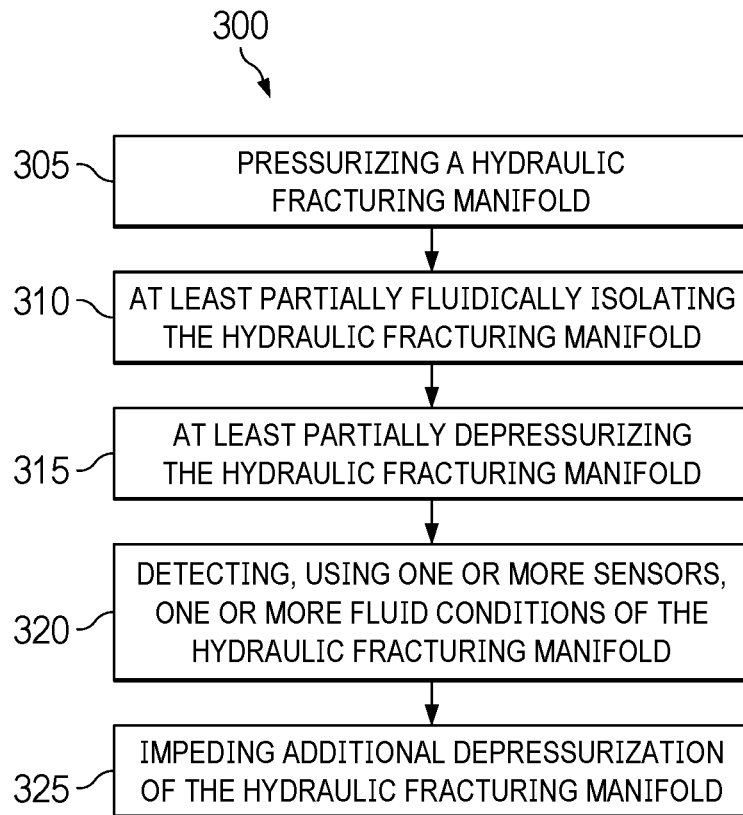 300
305
PRESSURIZING A HYDRAULIC
FRACTURING MANIFOLD
310
AT LEAST PARTIALLY FLUIDICALLY ISOLATING
THE HYDRAULIC FRACTURING MANIFOLD
315
AT LEAST PARTIALLY DEPRESSURIZING
THE HYDRAULIC FRACTURING MANIFOLD
320
DETECTING, USING ONE OR MORE SENSORS,
ONE OR MORE FLUID CONDITIONS OF THE
HYDRAULIC FRACTURING MANIFOLD
325
IMPEDING ADDITIONAL DEPRESSURIZATION
OF THE HYDRAULIC FRACTURING MANIFOLD